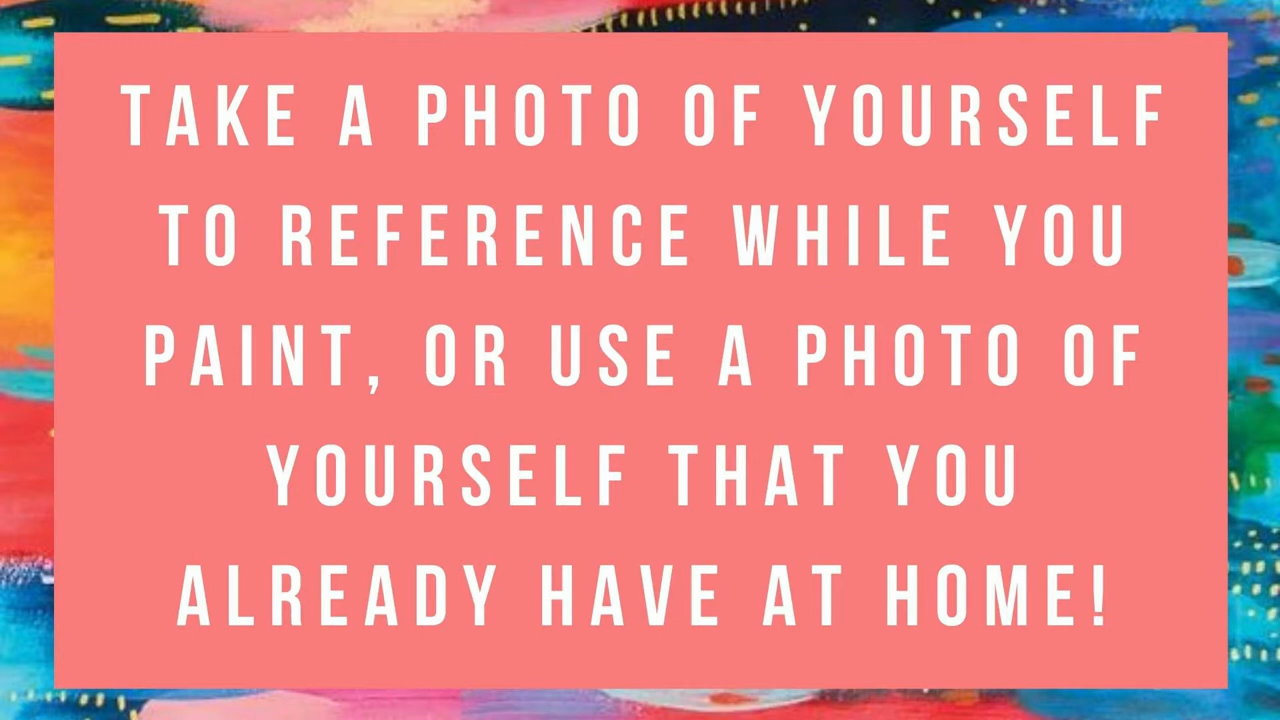 TAKE A PHOTO OF YOURSELF
TO REFERENCE WHILE YOU
PAINT, OR USE A PHOTO OF
YOURSELF THAT YOU
ALREADY HAVE AT HOME!